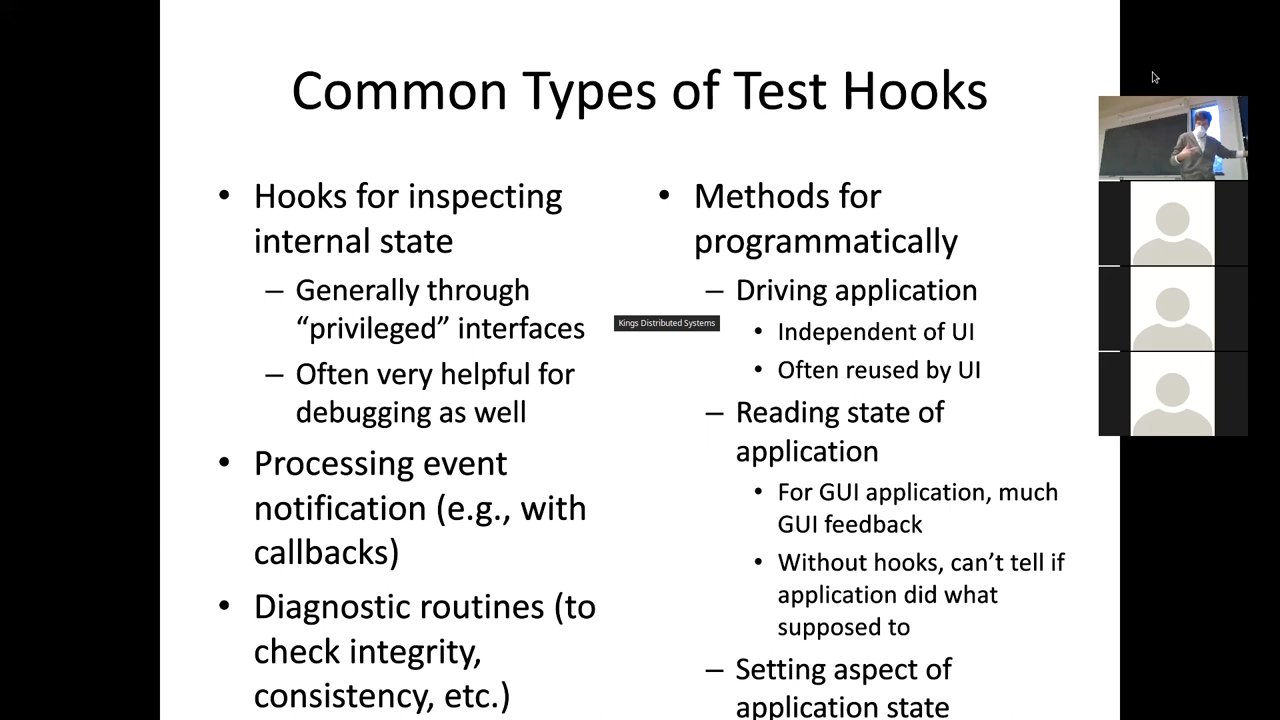 Common Types of Test Hooks
• Hooks for inspecting
internal state
– Generally through
“privileged” interfaces
– Often very helpful for
debugging as well
• Processing event
notification (e.g., with
callbacks)
• Diagnostic routines (to
check integrity,
consistency, etc.)
Kings Distributed Systems
• Methods for
programmatically
– Driving application
• Independent of UI
• Often reused by UI
– Reading state of
application
• For GUI application, much
GUI feedback
• Without hooks, can’t tell if
application did what
supposed to
– Setting aspect of
application state